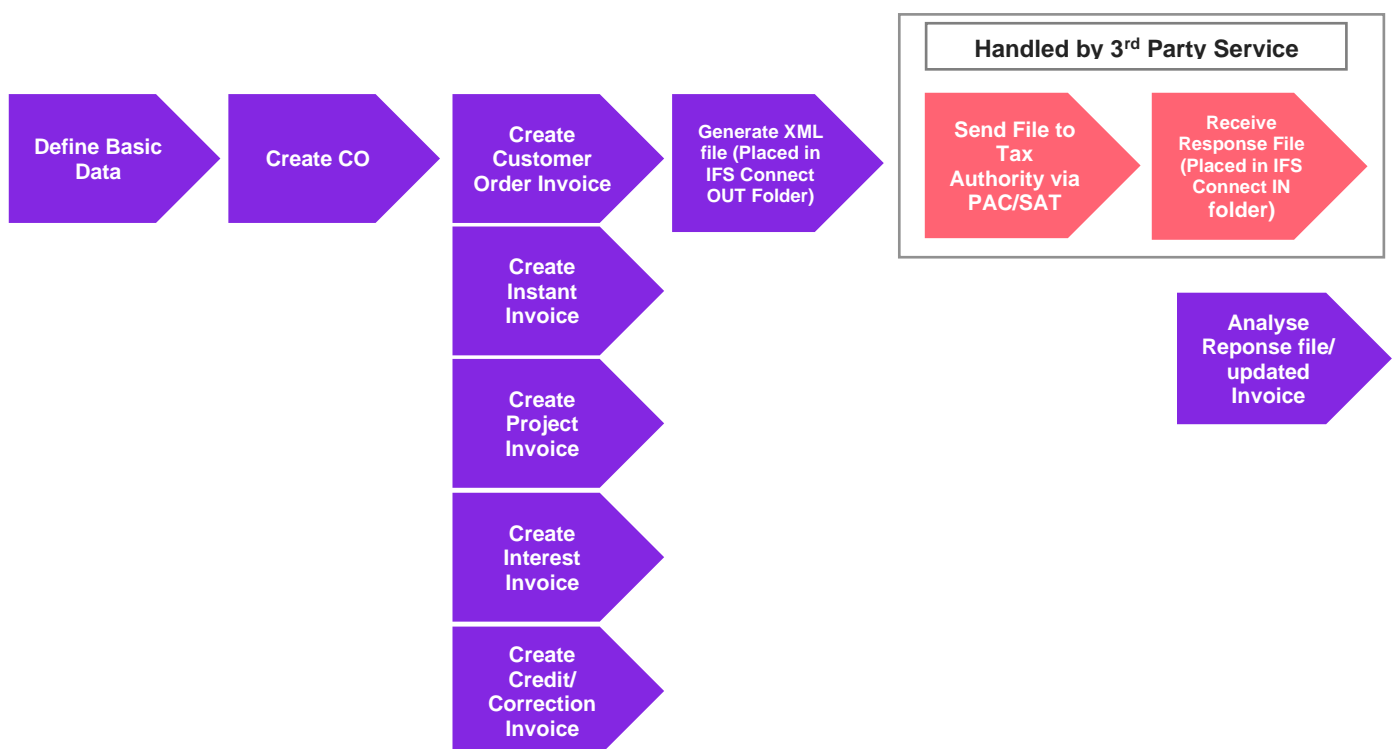 Handled by 3rd Party Service
Define Basic
Data
Create CO
Create
Customer
Order Invoice
Generate XML
file (Placed in
IFS Connect
OUT Folder)
Send File to
Tax
Authority via
PAC/SAT
Receive
Response File
(Placed in IFS
Connect IN
folder)
Create
Instant
Invoice
Analyse
Reponse file/
updated
Invoice
Create
Project
Invoice
Create
Interest
Invoice
Create
Credit/
Correction
Invoice